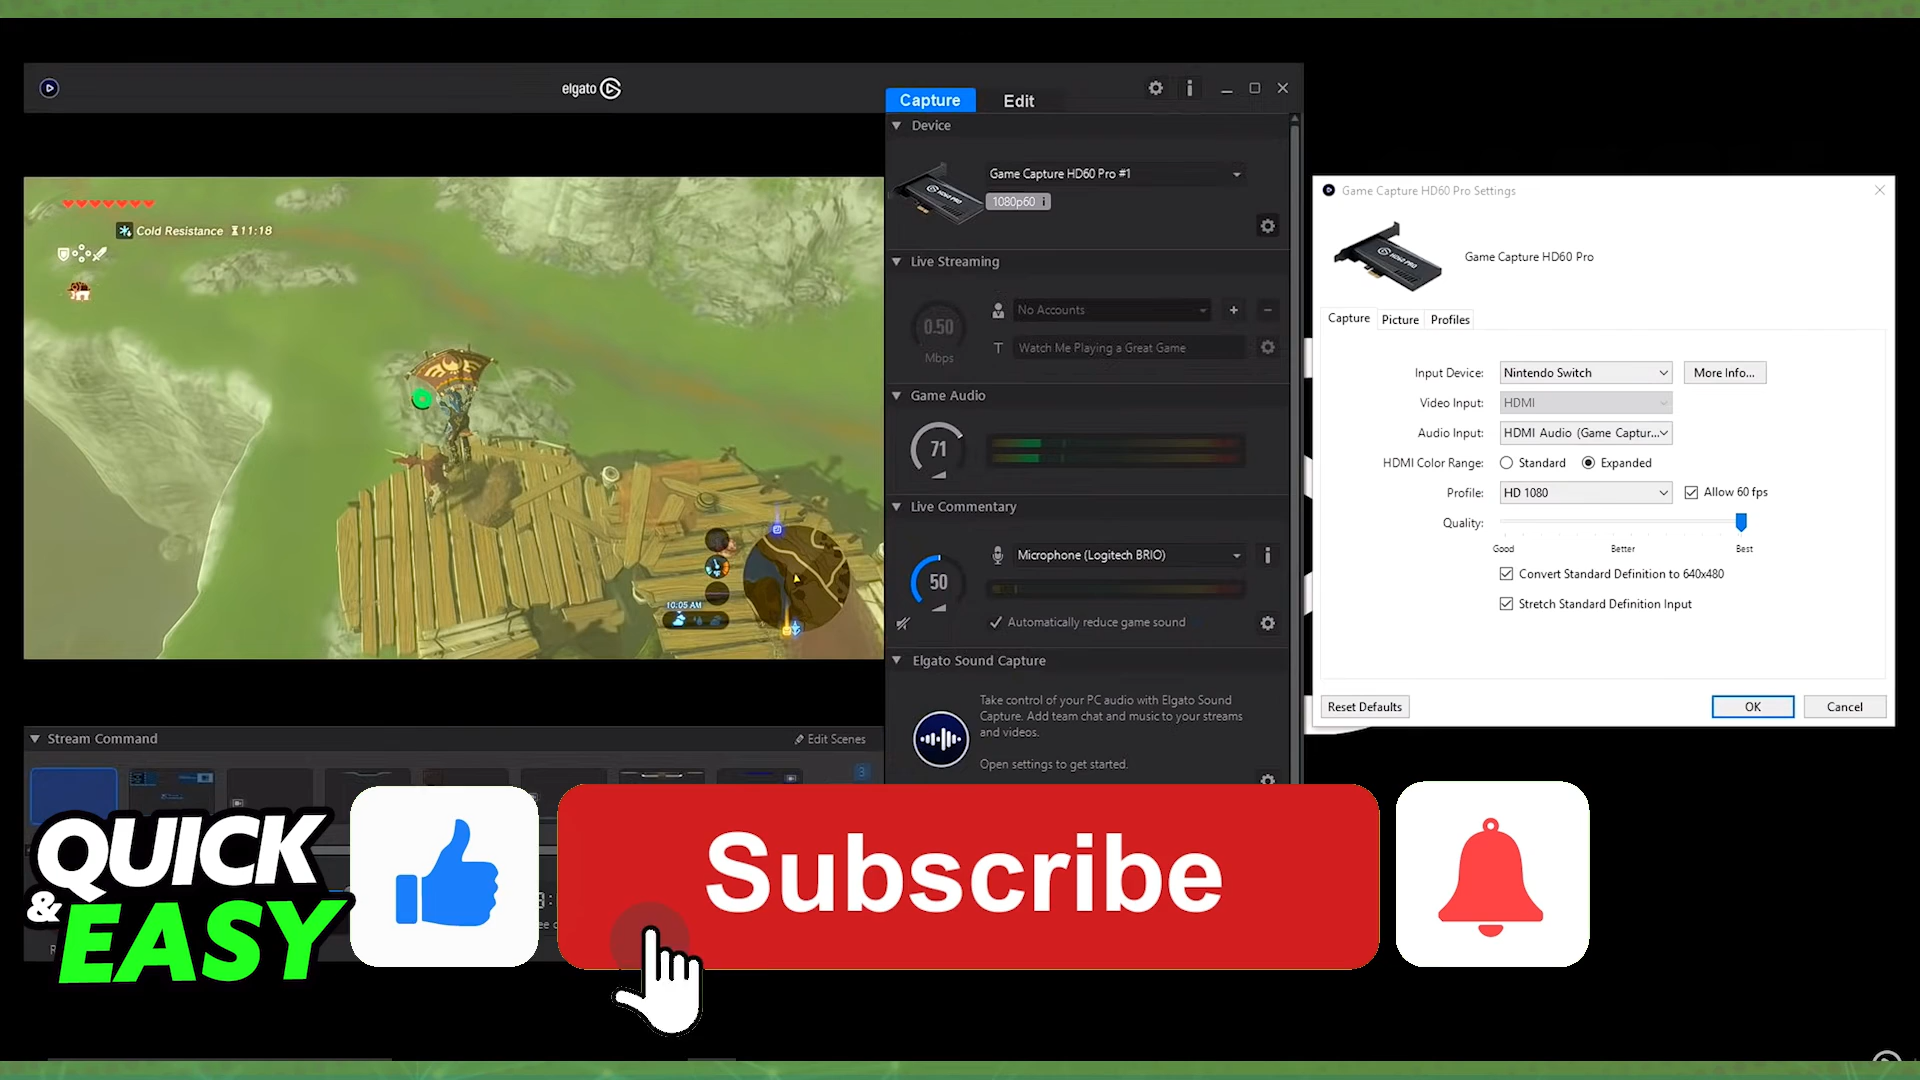 elgato
Capture
Edit
Device
Game Capture HD60 Pro #1
1080p60 i
Cold Resistance 11:18
Live Streaming
No Accounts
0.50
Mbps
T Watch Me Playing a Great Game
Game Audio
71
Live Commentary
Microphone (Logitech BRIO)
50
Automatically reduce game sound
10:05 AM
Elgato Sound Capture
Take control of your PC audio with Elgato Sound
Capture. Add team chat and music to your streams
and videos.
Open settings to get started.
Game Capture HD60 Pro Settings
HD60 PRO
Game Capture HD60 Pro
Capture
Picture
Profiles
Input Device: Nintendo Switch More Info...
Video Input: HDMI
Audio Input: HDMI Audio (Game Captur...
HDMI Color Range: Standard Expanded
Profile: HD 1080 Allow 60 fps
Quality:
Good Better Best
Convert Standard Definition to 640x480
Stretch Standard Definition Input
Reset Defaults
OK
Cancel
Stream Command
Edit Scenes
3
QUICK
& EASY
Subscribe